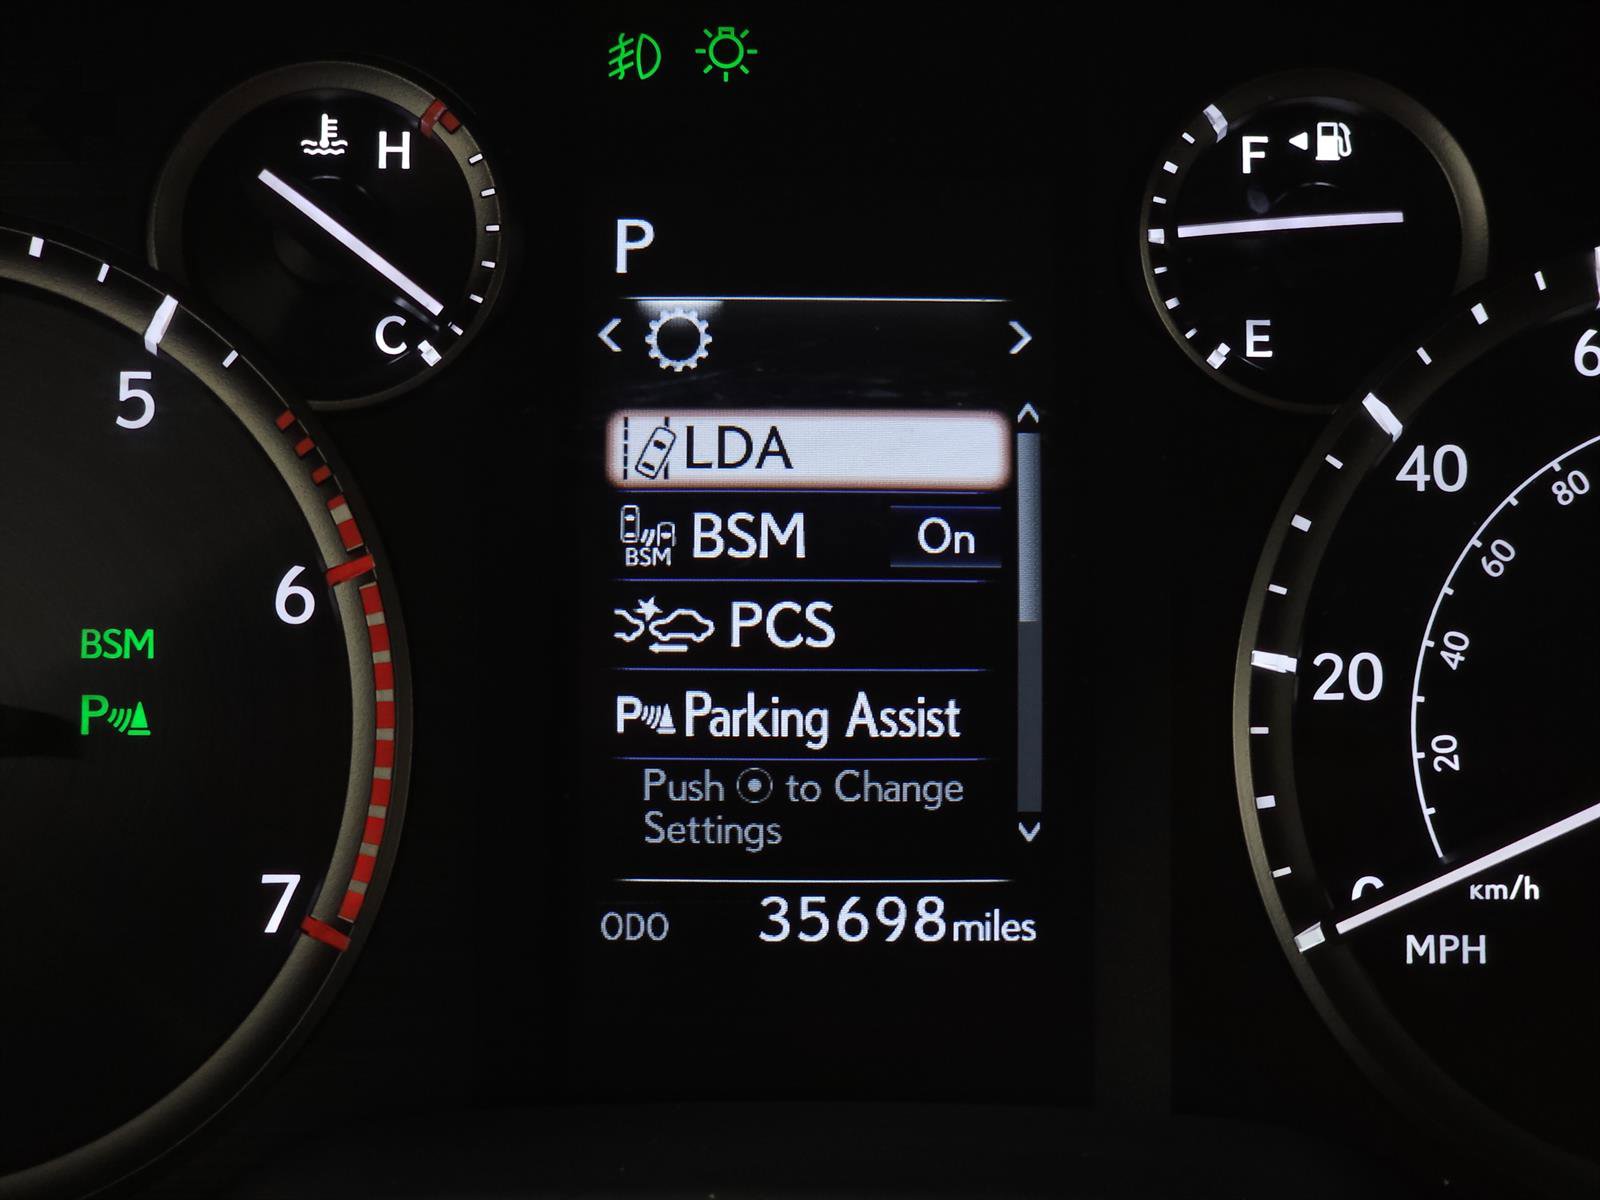 H
C
F
E
P
LDA
BSM
BSM On
PCS
P Parking Assist
Push to Change
Settings
ODO 35698 miles
5
6
7
BSM
P
6
40
20
80
60
40
20
km/h
MPH